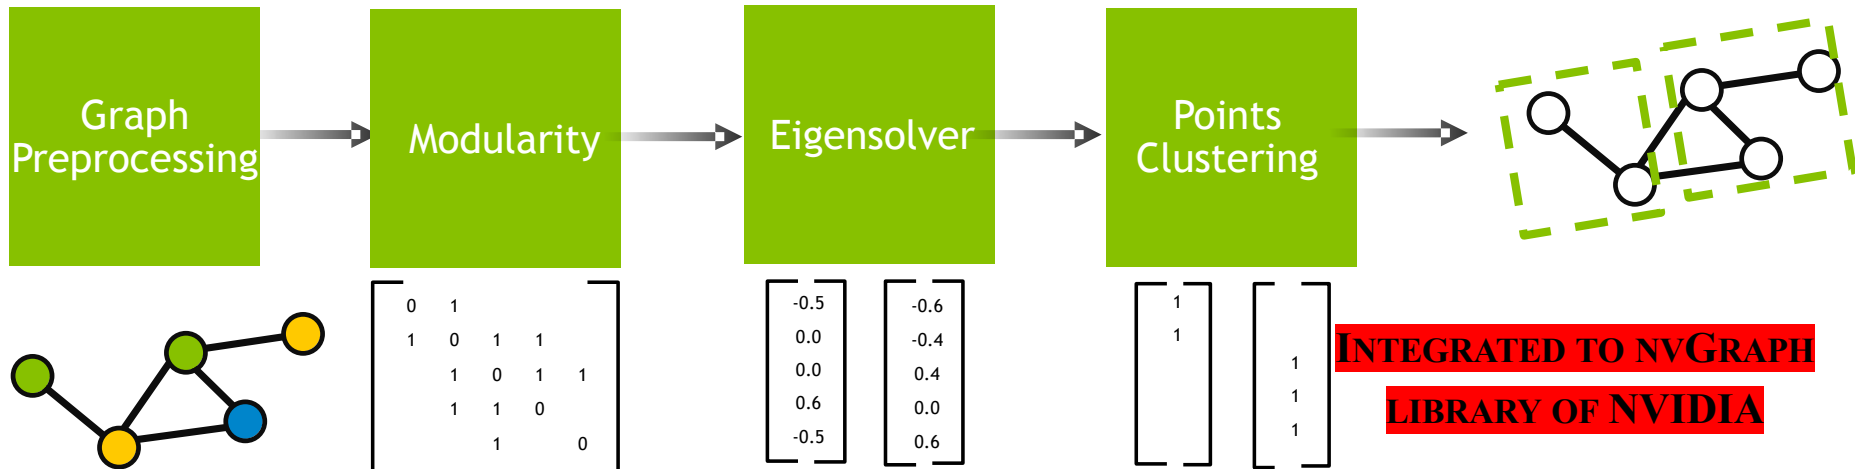 Graph
Preprocessing
Modularity
Eigensolver
Points
Clustering
0 1
1 0 1 1
1 0 1 1
1 1 0
1 0
-0.5
0.0
0.0
0.6
-0.5
-0.6
-0.4
0.4
0.0
0.6
1
1
1
1
1
INTEGRATED TO NVGRAPH
LIBRARY OF NVIDIA